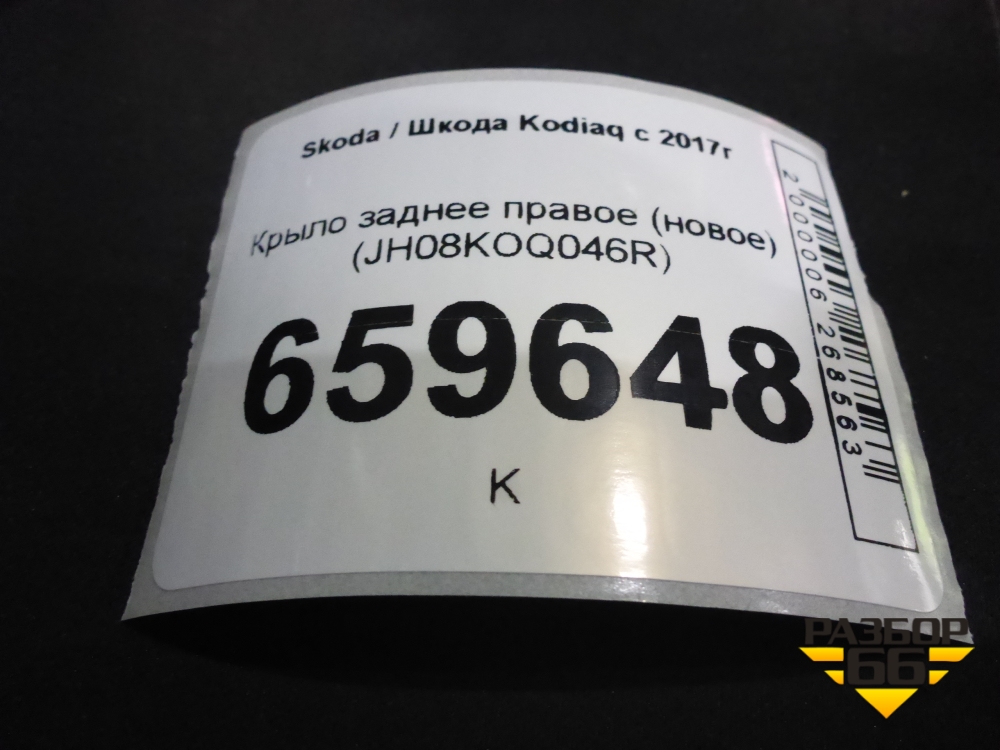 Skoda / Шкода Kodiaq с 2017г
Крыло заднее правое (новое)
(JH08KOQ046R)
659648
К
2000006268563
РАЗБОР
66